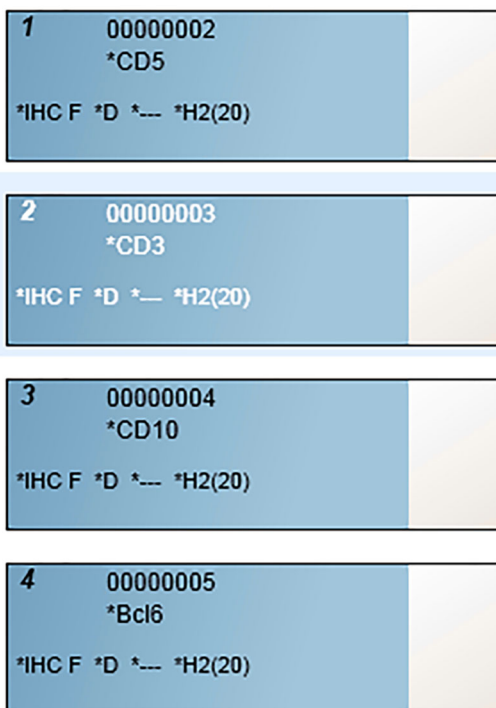 1 00000002
*CD5
*IHC F *D *--- *H2(20)
2 00000003
*CD3
*IHC F *D *--- *H2(20)
3 00000004
*CD10
*IHC F *D *--- *H2(20)
4 00000005
*Bcl6
*IHC F *D *--- *H2(20)